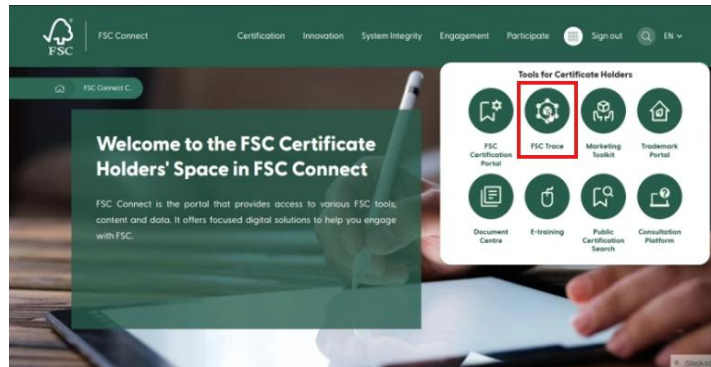 FSC
FSC Connect
Certification
Innovation
System Integrity
Engagement
Participate
Sign out
EN
FSC Connect C..
Tools for Certificate Holders
FSC
Certification
Portal
FSC Trace
Marketing
Toolkit
Trademark
Portal
Document
Centre
E-training
Public
Certification
Search
Consultation
Platform
Welcome to the FSC Certificate
Holders' Space in FSC Connect
FSC Connect is the portal that provides access to various FSC tools,
content and data. It offers focused digital solutions to help you engage
with FSC.